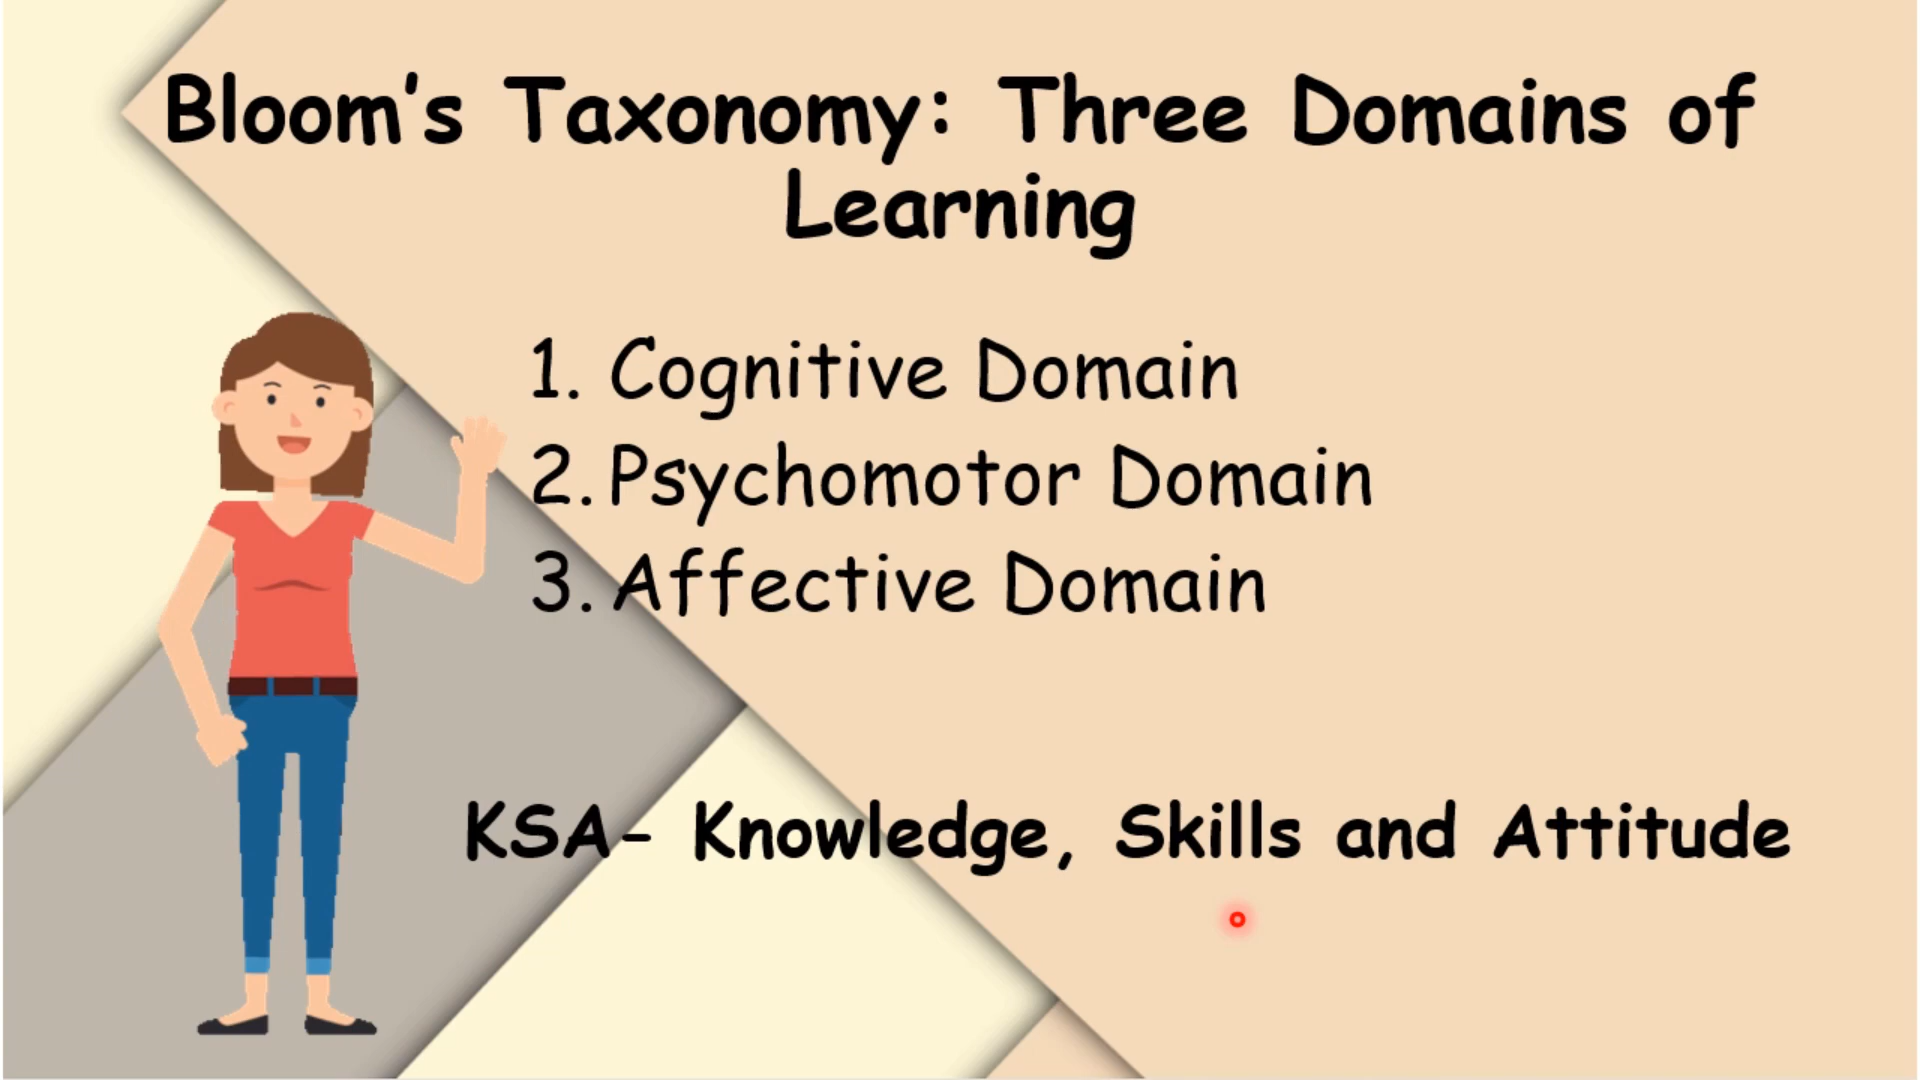 Bloom's Taxonomy: Three Domains of
Learning
1. Cognitive Domain
2. Psychomotor Domain
3. Affective Domain
KSA- Knowledge, Skills and Attitude